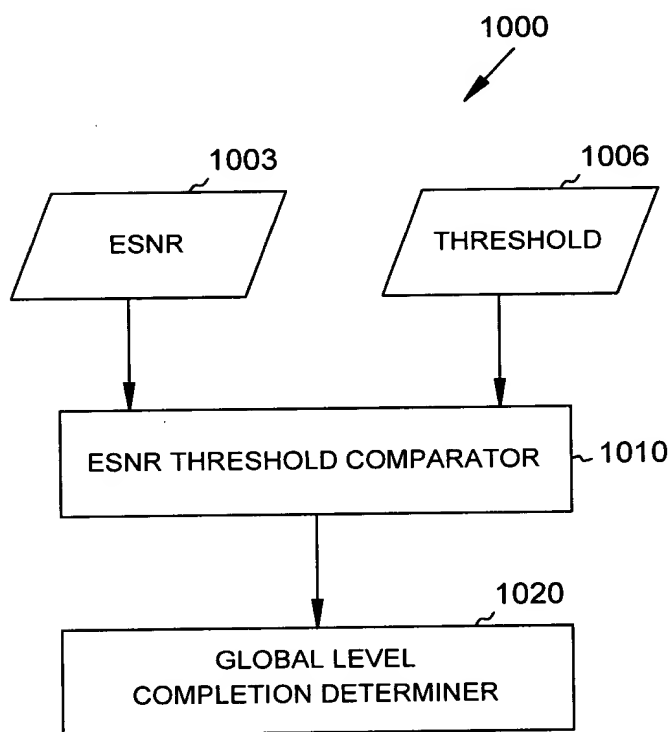 1000
1003
1006
ESNR
THRESHOLD
ESNR THRESHOLD COMPARATOR
1010
1020
GLOBAL LEVEL
COMPLETION DETERMINER